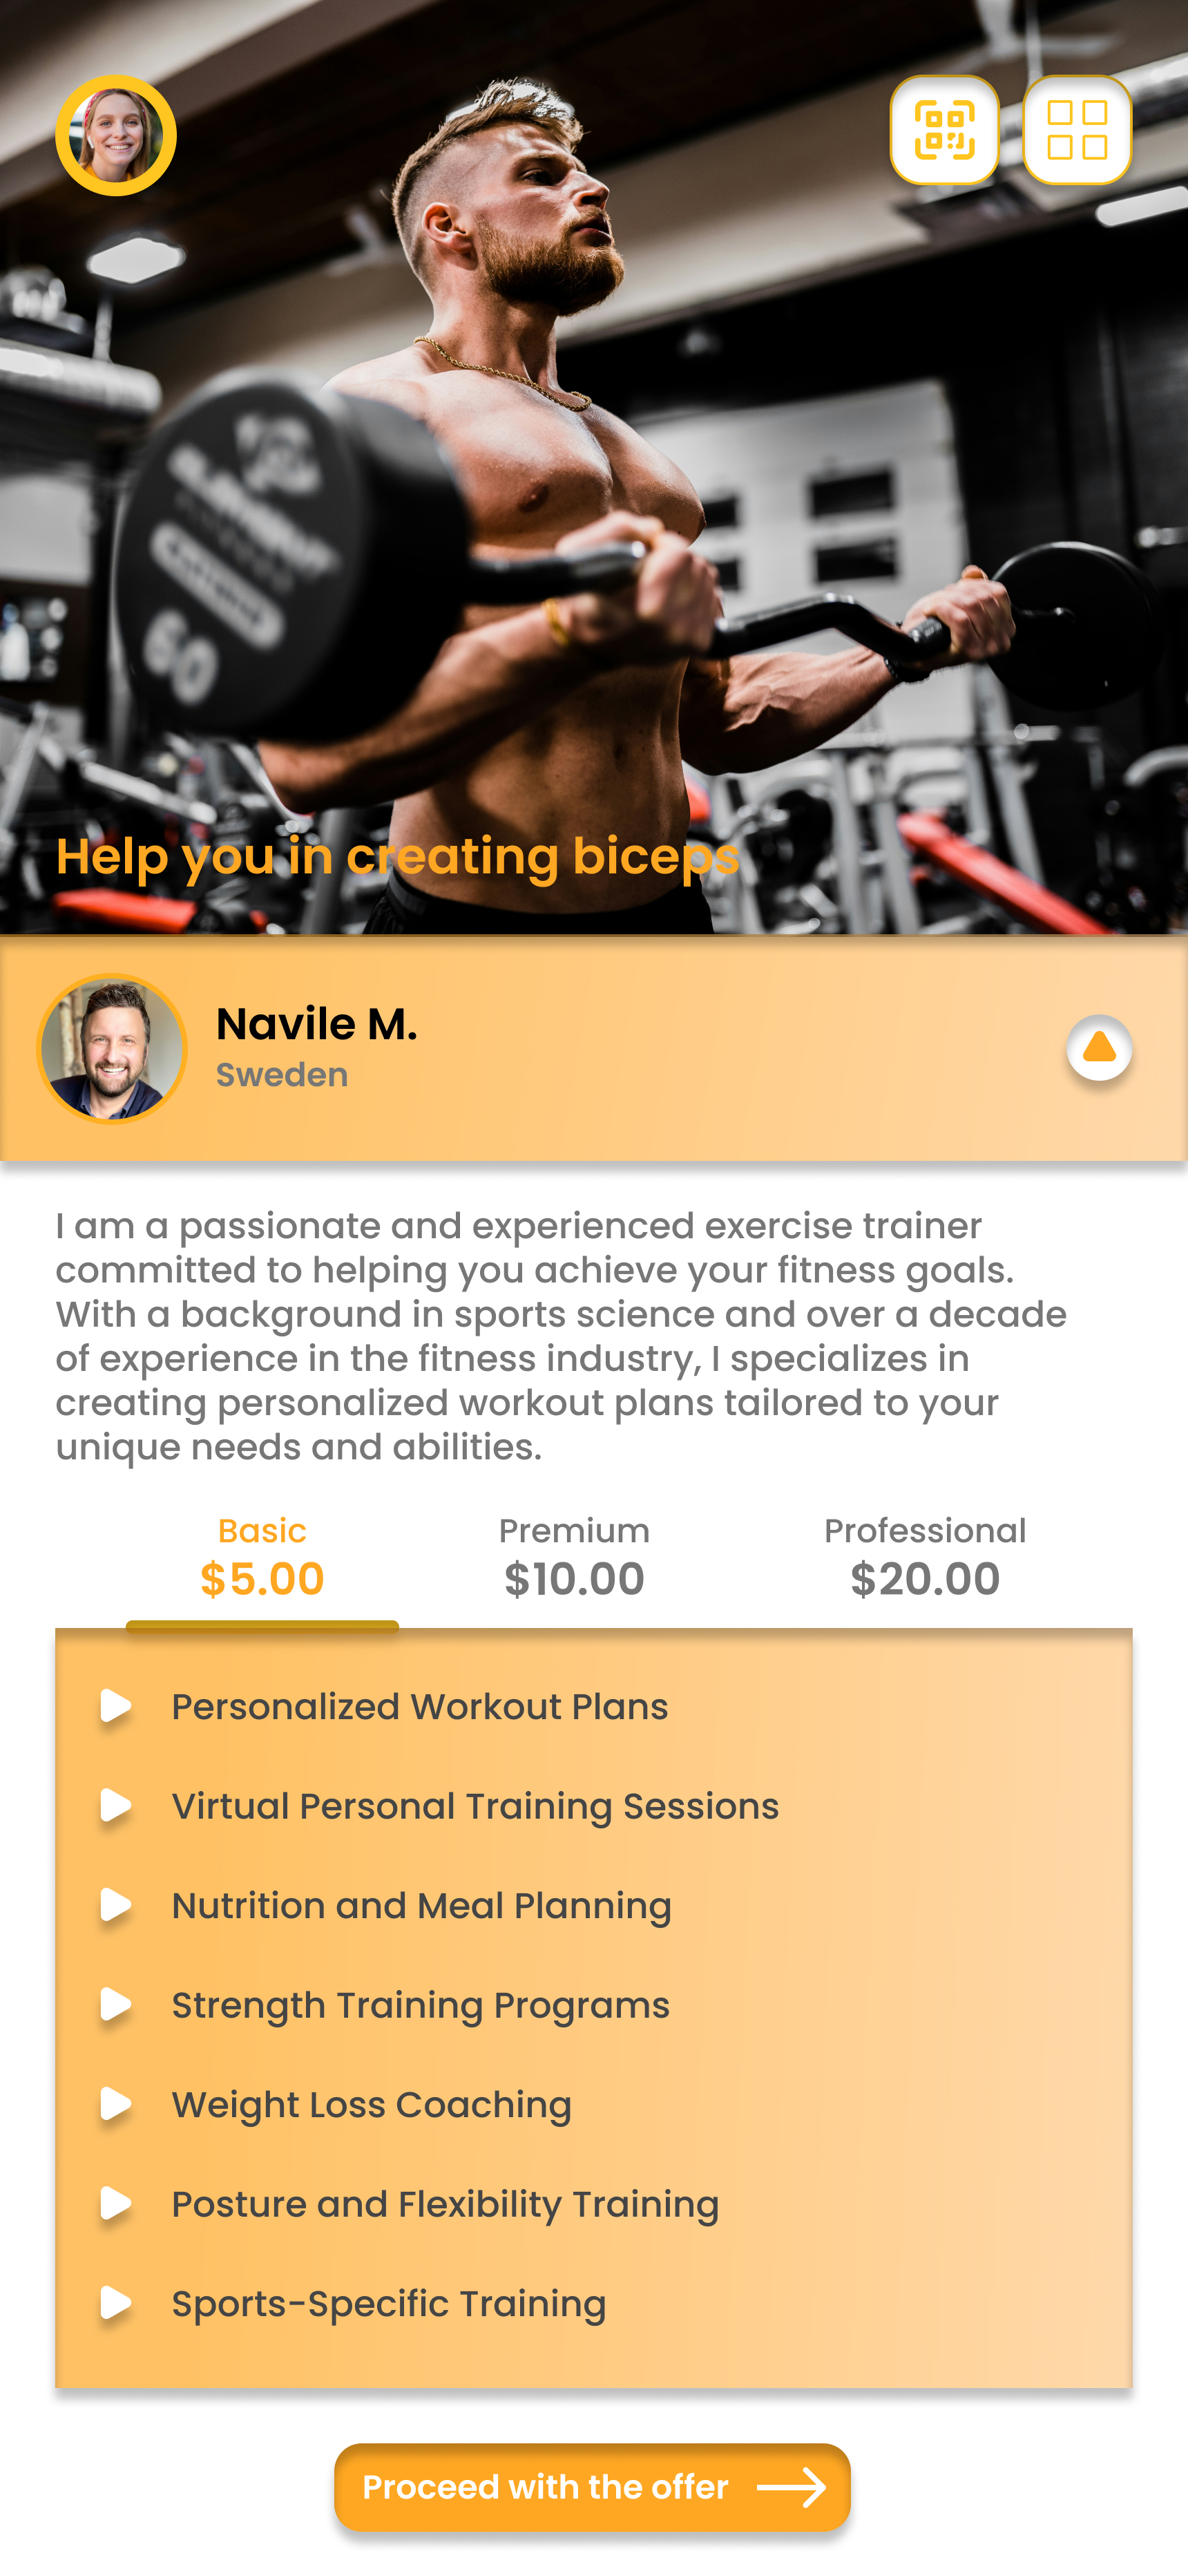 60
Help you in creating biceps
Navile M.
Sweden
I am a passionate and experienced exercise trainer
committed to helping you achieve your fitness goals.
With a background in sports science and over a decade
of experience in the fitness industry, I specializes in
creating personalized workout plans tailored to your
unique needs and abilities.
Basic
Premium
Professional
$5.00
$10.00
$20.00
Personalized Workout Plans
Virtual Personal Training Sessions
Nutrition and Meal Planning
Strength Training Programs
Weight Loss Coaching
Posture and Flexibility Training
Sports-Specific Training
Proceed with the offer